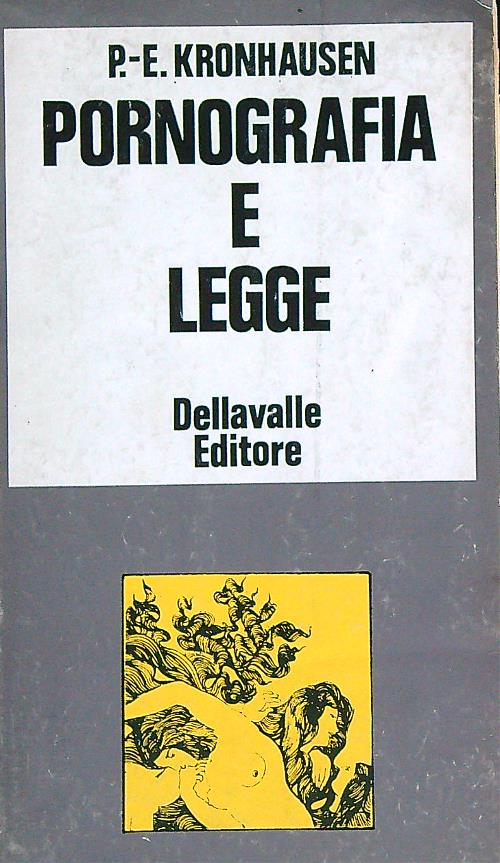 P.-E. KRONHAUSEN
PORNOGRAFIA
E
LEGGE
Dellavalle
Editore